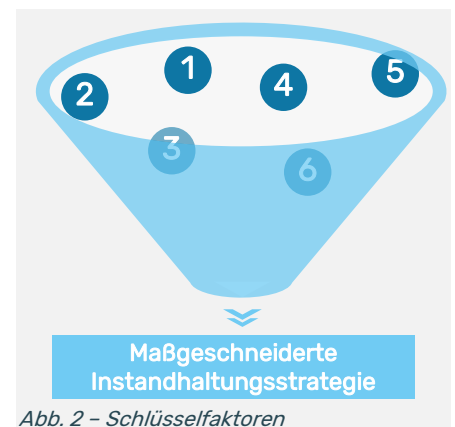 1
2
4
5
3
6
Maßgeschneiderte
Instandhaltungsstrategie
Abb. 2 – Schlüsselfaktoren